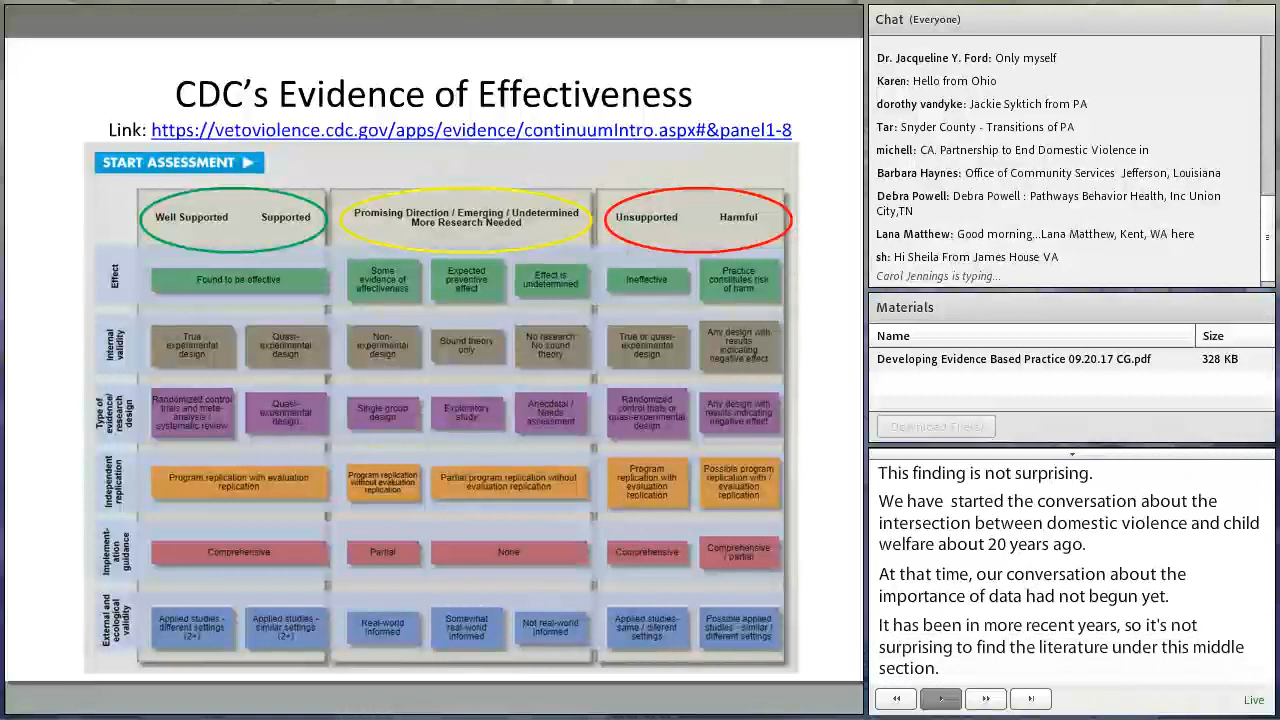 CDC's Evidence of Effectiveness
Link: https://vetoviolence.cdc.gov/apps/evidence/continuumIntro.aspx#&panel1-8
START ASSESSMENT
Well Supported
Supported
Promising Direction / Emerging / Undetermined
More Research Needed
Unsupported
Harmful
Effect
Found to be effective
Some
evidence of
effectiveness
Expected
preventive
effect
Effect is
undetermined
Ineffective
Practice
constitutes risk
of harm
Internal
validity
True
experimental
design
Quasi-
experimental
design
Non-
experimental
design
Sound theory
only
No research
No sound
theory
True or quasi-
experimental
design
Any design with
results
indicating
negative effect
Type of
evidence/
research
design
Randomized control
trials and meta-
analysis /
systematic review
Quasi-
experimental
design
Single group
design
Exploratory
study
Anecdotal /
Needs
assessment
Randomized
control trials or
quasi-experimental
design
Any design with
results indicating
negative effect
Independent
replication
Program replication with evaluation
replication
Program replication
without evaluation
replication
Partial program replication without
evaluation replication
Program
replication with
evaluation
replication
Possible program
replication with /
evaluation
replication
Implement-
ation
guidance
Comprehensive
Partial
None
Comprehensive
Comprehensive
/ partial
External and
ecological
validity
Applied studies -
different settings
(2+)
Applied studies -
similar settings
(2+)
Real-world
informed
Somewhat
real-world
informed
Not real-world
informed
Applied studies-
same / diferent
settings
Possible applied
studies - similar /
different settings
Chat (Everyone)
Dr. Jacqueline Y. Ford: Only myself
Karen: Hello from Ohio
dorothy vandyke: Jackie Syktich from PA
Tar: Snyder County - Transitions of PA
michell: CA. Partnership to End Domestic Violence in
Barbara Haynes: Office of Community Services Jefferson, Louisiana
Debra Powell: Debra Powell : Pathways Behavior Health, Inc Union
City,TN
Lana Matthew: Good morning...Lana Matthew, Kent, WA here
sh: Hi Sheila From James House VA
Carol Jennings is typing...
Materials
Name
Size
Developing Evidence Based Practice 09.20.17 CG.pdf
328 KB
Download File(s)
This finding is not surprising.
We have started the conversation about the
intersection between domestic violence and child
welfare about 20 years ago.
At that time, our conversation about the
importance of data had not begun yet.
It has been in more recent years, so it's not
surprising to find the literature under this middle
section.
Live